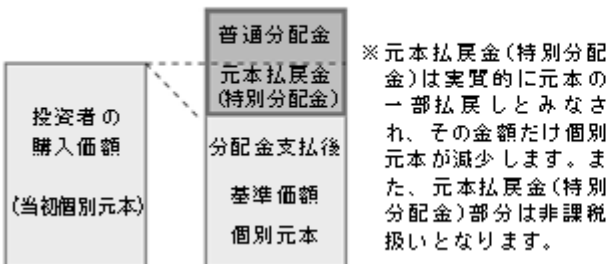 投資者の
購入価額
(当初個別元本)
普通分配金
元本払戻金
(特別分配金)
分配金支払後
基準価額
個別元本
※元本払戻金(特別分配
金)は実質的に元本の
一部払戻しとみなさ
れ、その金額だけ個別
元本が減少します。ま
た、元本払戻金(特別
分配金)部分は非課税
扱いとなります。